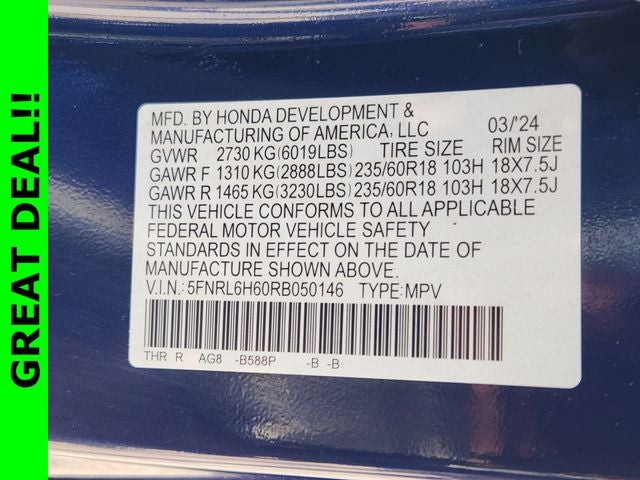 GREAT DEAL!!
MFD. BY HONDA DEVELOPMENT &
MANUFACTURING OF AMERICA, LLC 03/'24
GVWR 2730 KG (6019LBS) TIRE SIZE RIM SIZE
GAWR F 1310 KG (2888LBS) 235/60R18 103H 18X7.5J
GAWR R 1465 KG (3230LBS) 235/60R18 103H 18X7.5J
THIS VEHICLE CONFORMS TO ALL APPLICABLE
FEDERAL MOTOR VEHICLE SAFETY
STANDARDS IN EFFECT ON THE DATE OF
MANUFACTURE SHOWN ABOVE.
V.I.N.: 5FNRL6H60RB050146 TYPE:MPV
THR R AG8 -B588P -B -B